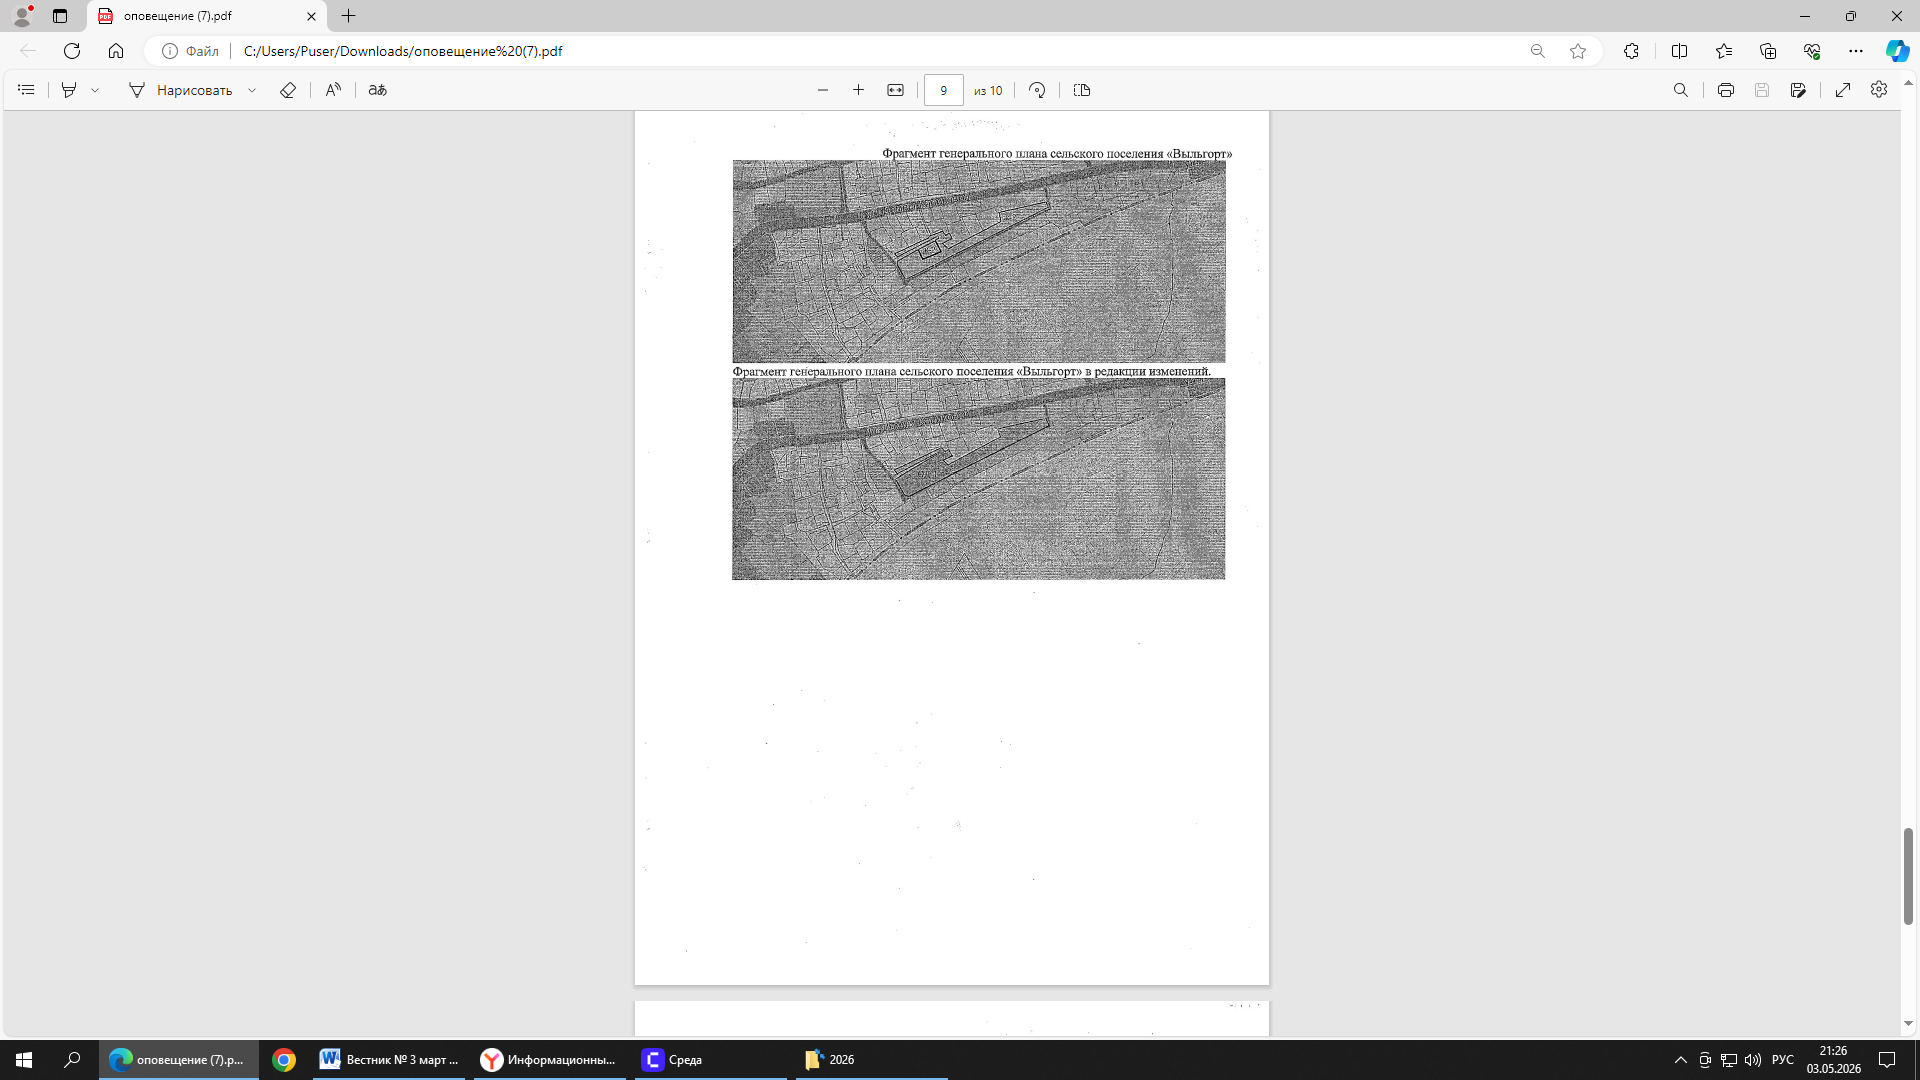 оповещение (7).pdf
Файл
C:/Users/Puser/Downloads/оповещение%20(7).pdf
Нарисовать
9
из 10
Фрагмент генерального плана сельского поселения «Выльгорт»
Фрагмент генерального плана сельского поселения «Выльгорт» в редакции изменений.
оповещение (7).p...
Вестник № 3 март ...
Информационны...
Среда
2026
РУС
21:26
03.05.2026